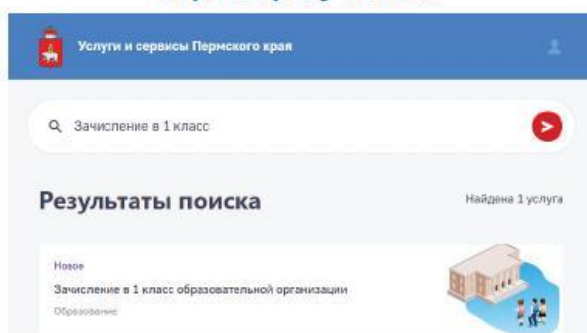 Услуги и сервисы Пермского края
Зачисление в 1 класс
Результаты поиска
Найдена 1 услуга
Новое
Зачисление в 1 класс образовательной организации
Образование